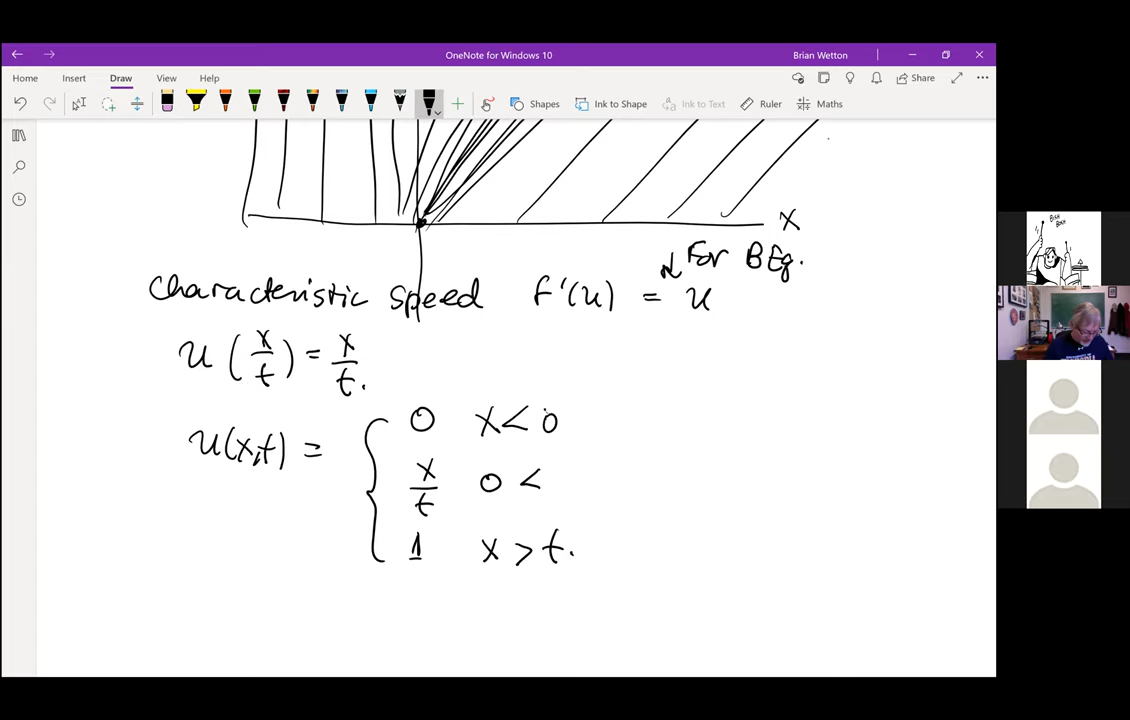 OneNote for Windows 10
Brian Wetton
Home Insert Draw View Help
Share
Shapes Ink to Shape Ink to Text Ruler Maths
x
↓ For B Eq.
characteristic speed f'(u) = u
u(x/t) = x/t.
u(x,t) = {
0 x < 0
x/t 0 <
1 x > t.